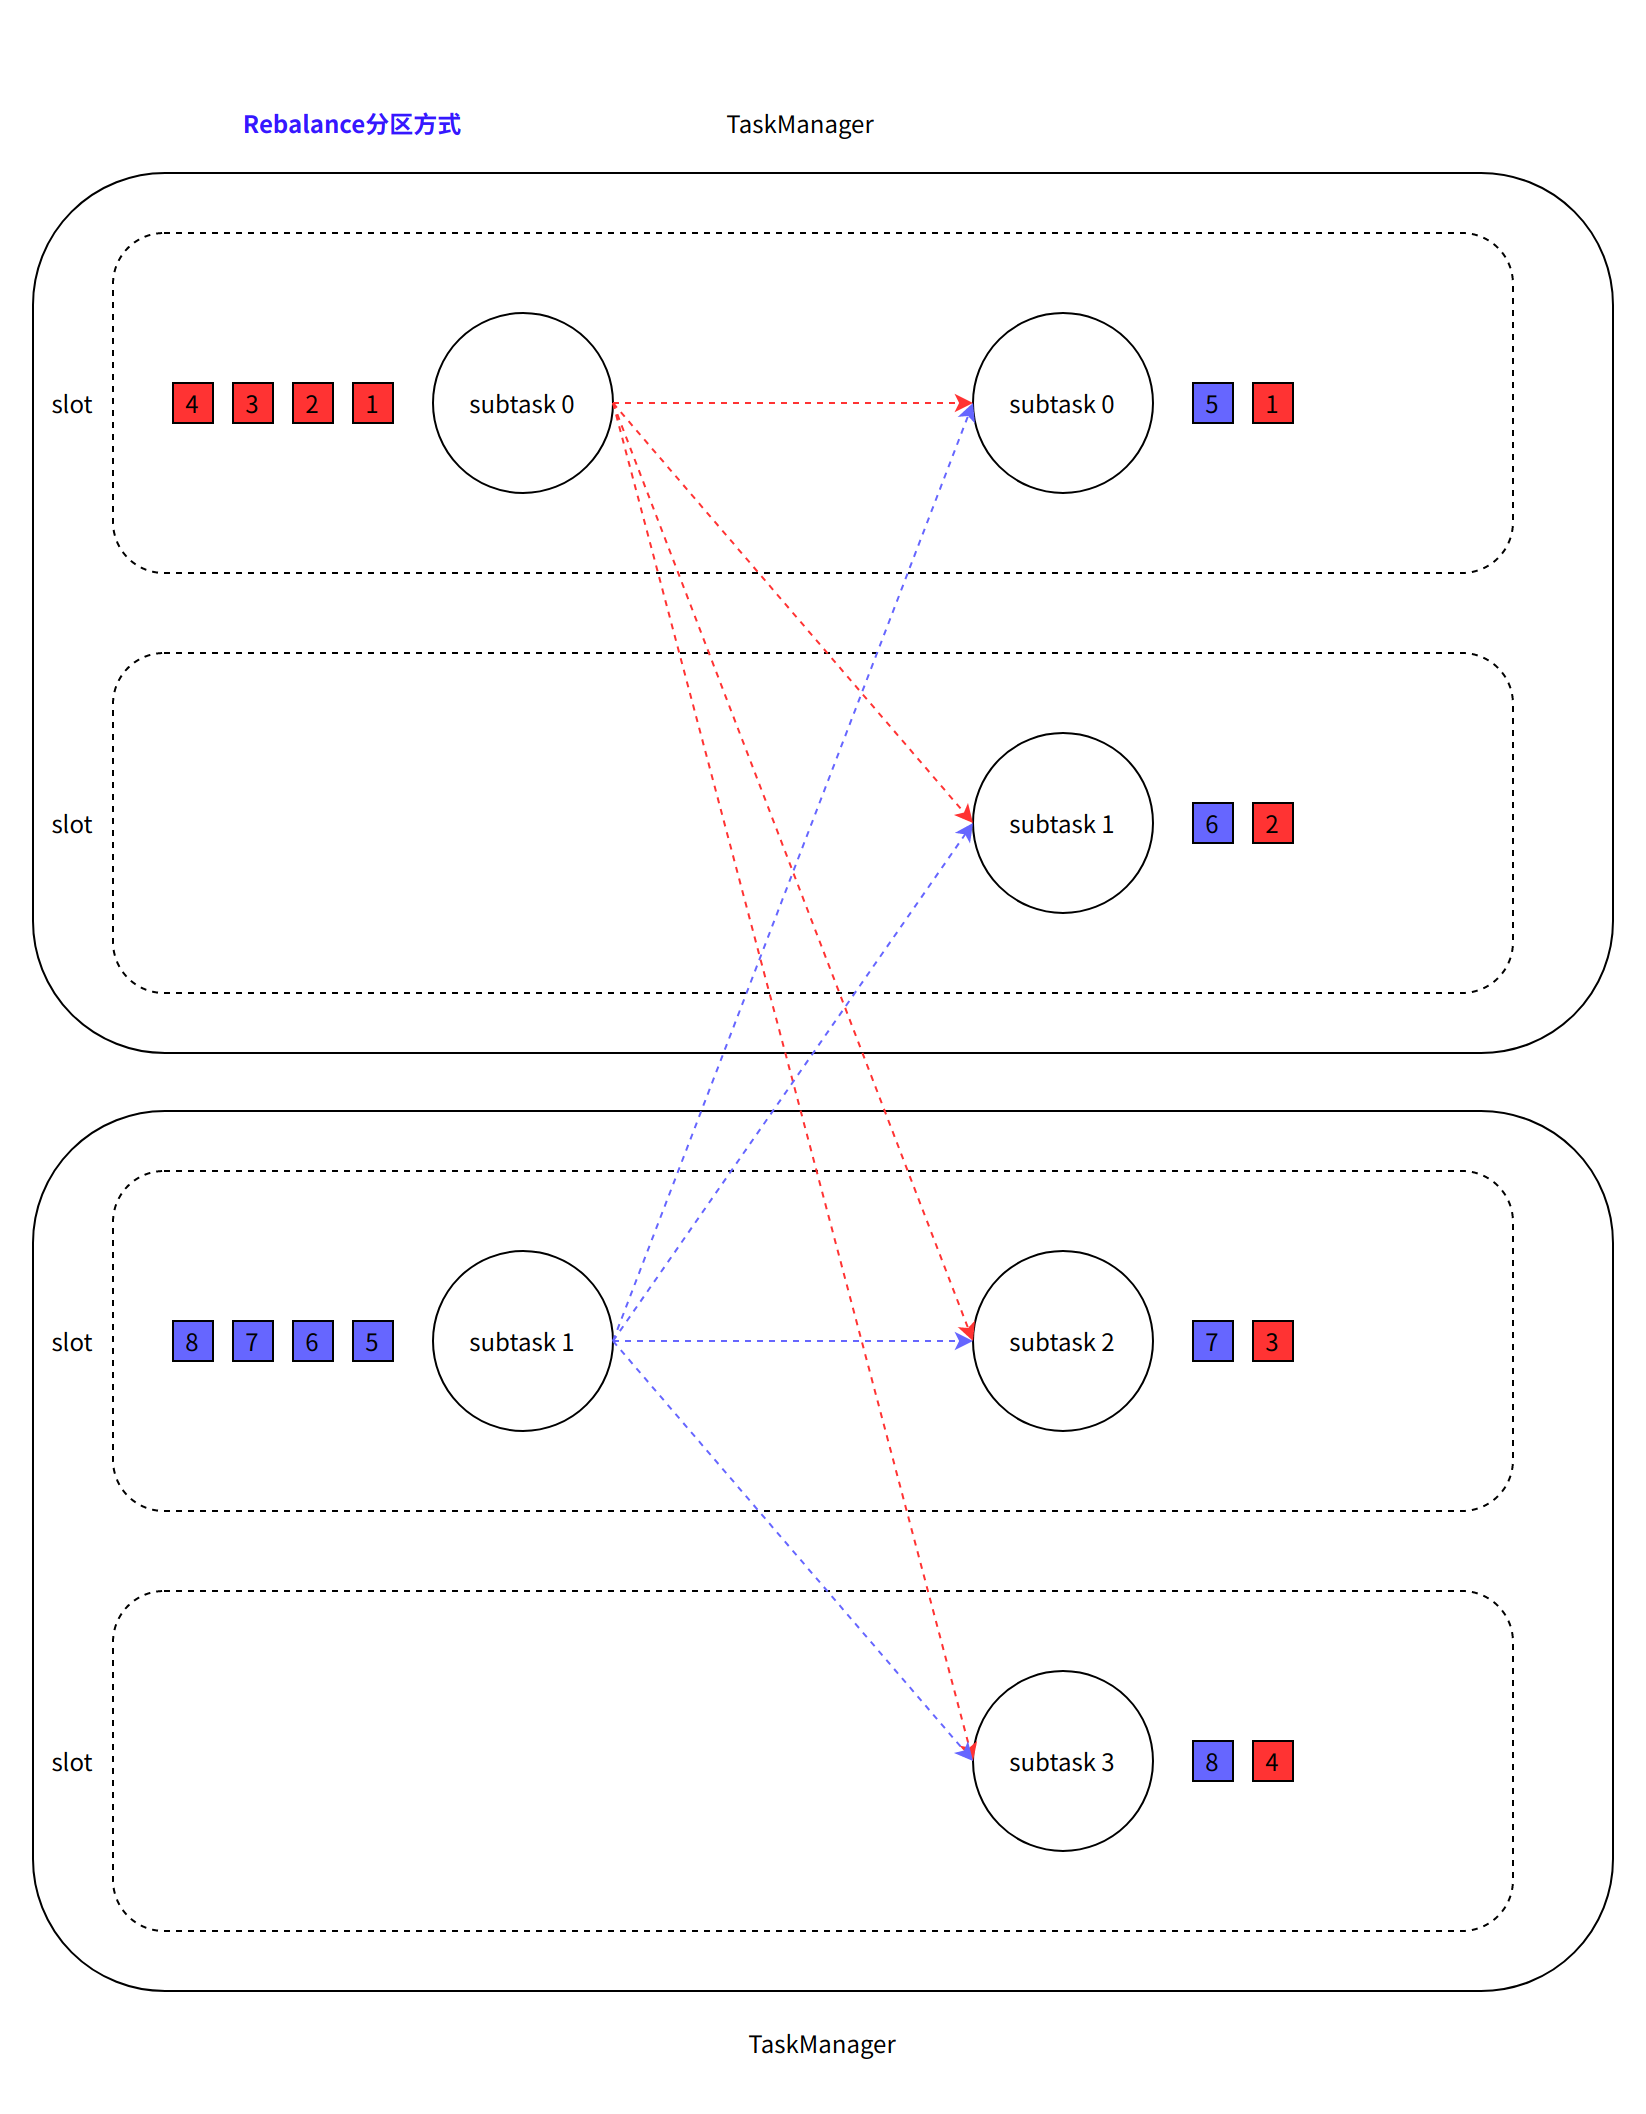 Rebalance分区方式
TaskManager
slot
4 3 2 1
subtask 0
subtask 0
5 1
slot
subtask 1
6 2
slot
8 7 6 5
subtask 1
subtask 2
7 3
slot
subtask 3
8 4
TaskManager